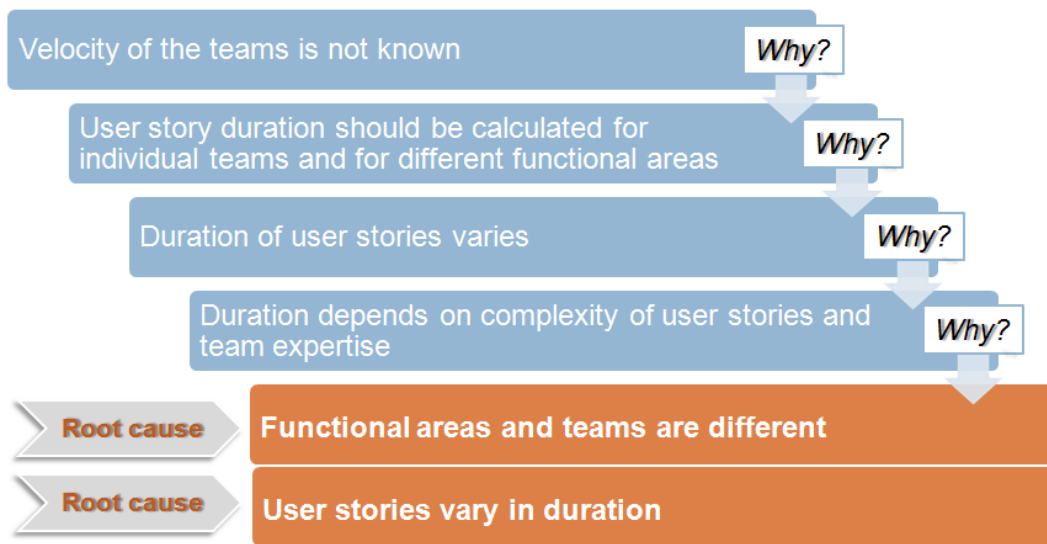 Velocity of the teams is not known
Why?
User story duration should be calculated for
individual teams and for different functional areas
Why?
Duration of user stories varies
Why?
Duration depends on complexity of user stories and
team expertise
Why?
Root cause
Functional areas and teams are different
Root cause
User stories vary in duration